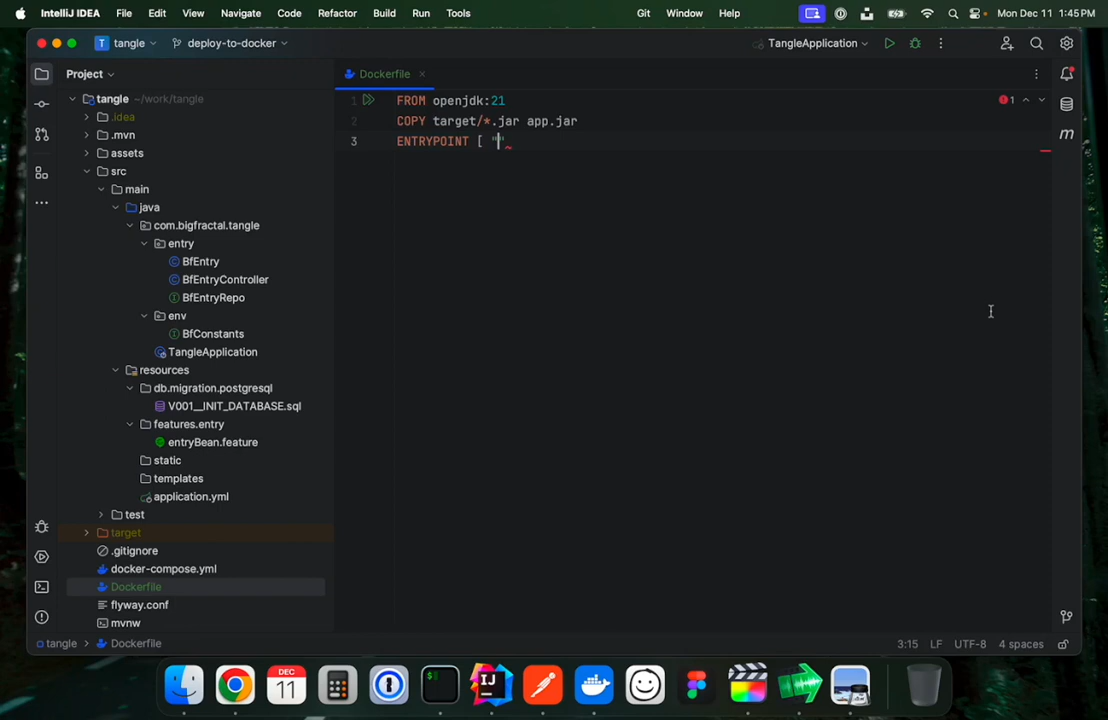 IntelliJ IDEA File Edit View Navigate Code Refactor Build Run Tools Git Window Help Mon Dec 11 1:45 PM
T tangle deploy-to-docker TangleApplication
Project Dockerfile
tangle ~/work/tangle
.idea
.mvn
assets
src
main
java
com.bigfractal.tangle
entry
BfEntry
BfEntryController
BfEntryRepo
env
BfConstants
TangleApplication
resources
db.migration.postgresql
V001__INIT_DATABASE.sql
features.entry
entryBean.feature
static
templates
application.yml
test
target
.gitignore
docker-compose.yml
Dockerfile
flyway.conf
mvnw
1 FROM openjdk:21
2 COPY target/*.jar app.jar
3 ENTRYPOINT [ ""
1
m
tangle > Dockerfile 3:15 LF UTF-8 4 spaces
DEC
11
$
IJ